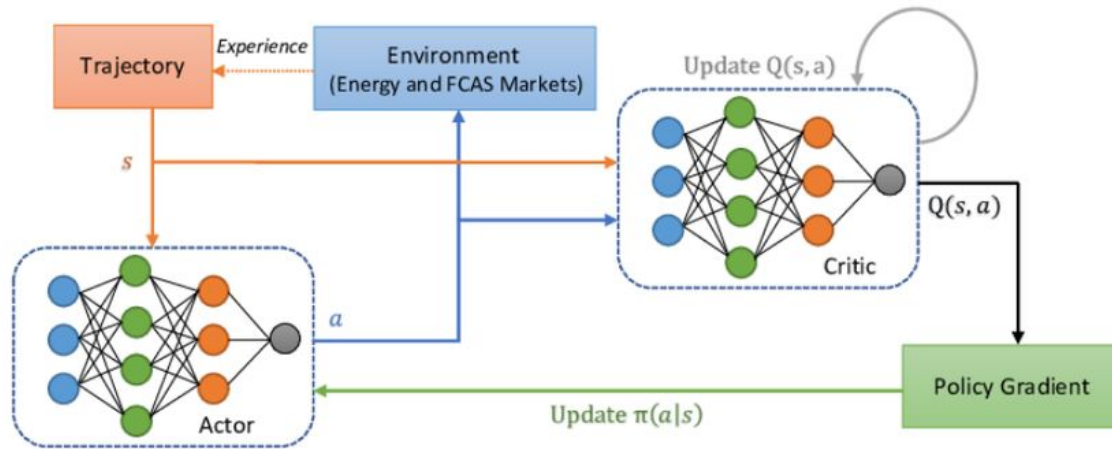 Trajectory
Experience
Environment
(Energy and FCAS Markets)
Update Q(s, a)
s
Q(s, a)
Critic
a
Actor
Update π(a|s)
Policy Gradient